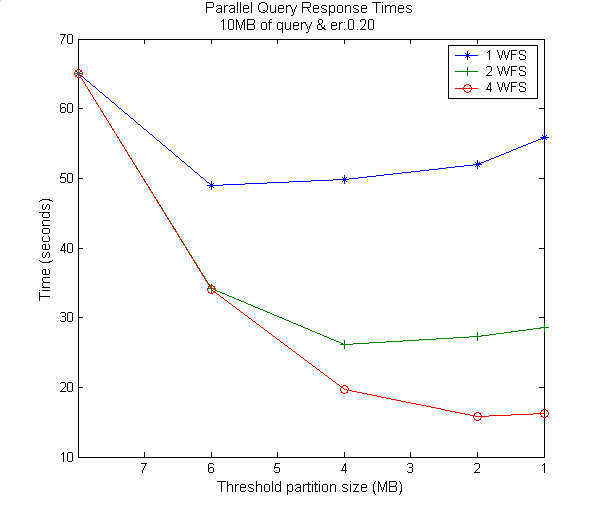 Parallel Query Response Times
10MB of query & er:0.20
1 WFS
2 WFS
4 WFS
70
60
50
40
30
20
10
Time (seconds)
7 6 5 4 3 2 1
Threshold partition size (MB)